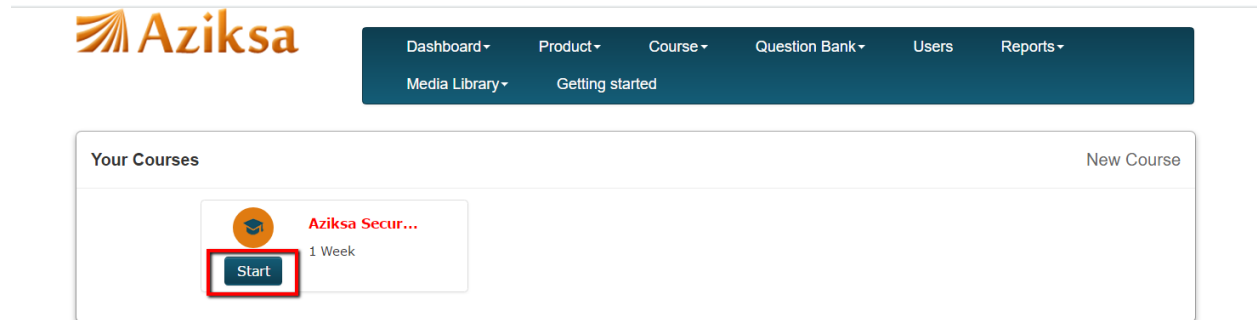 Aziksa
Dashboard Product Course Question Bank Users Reports
Media Library Getting started
Your Courses New Course
Aziksa Secur...
1 Week
Start